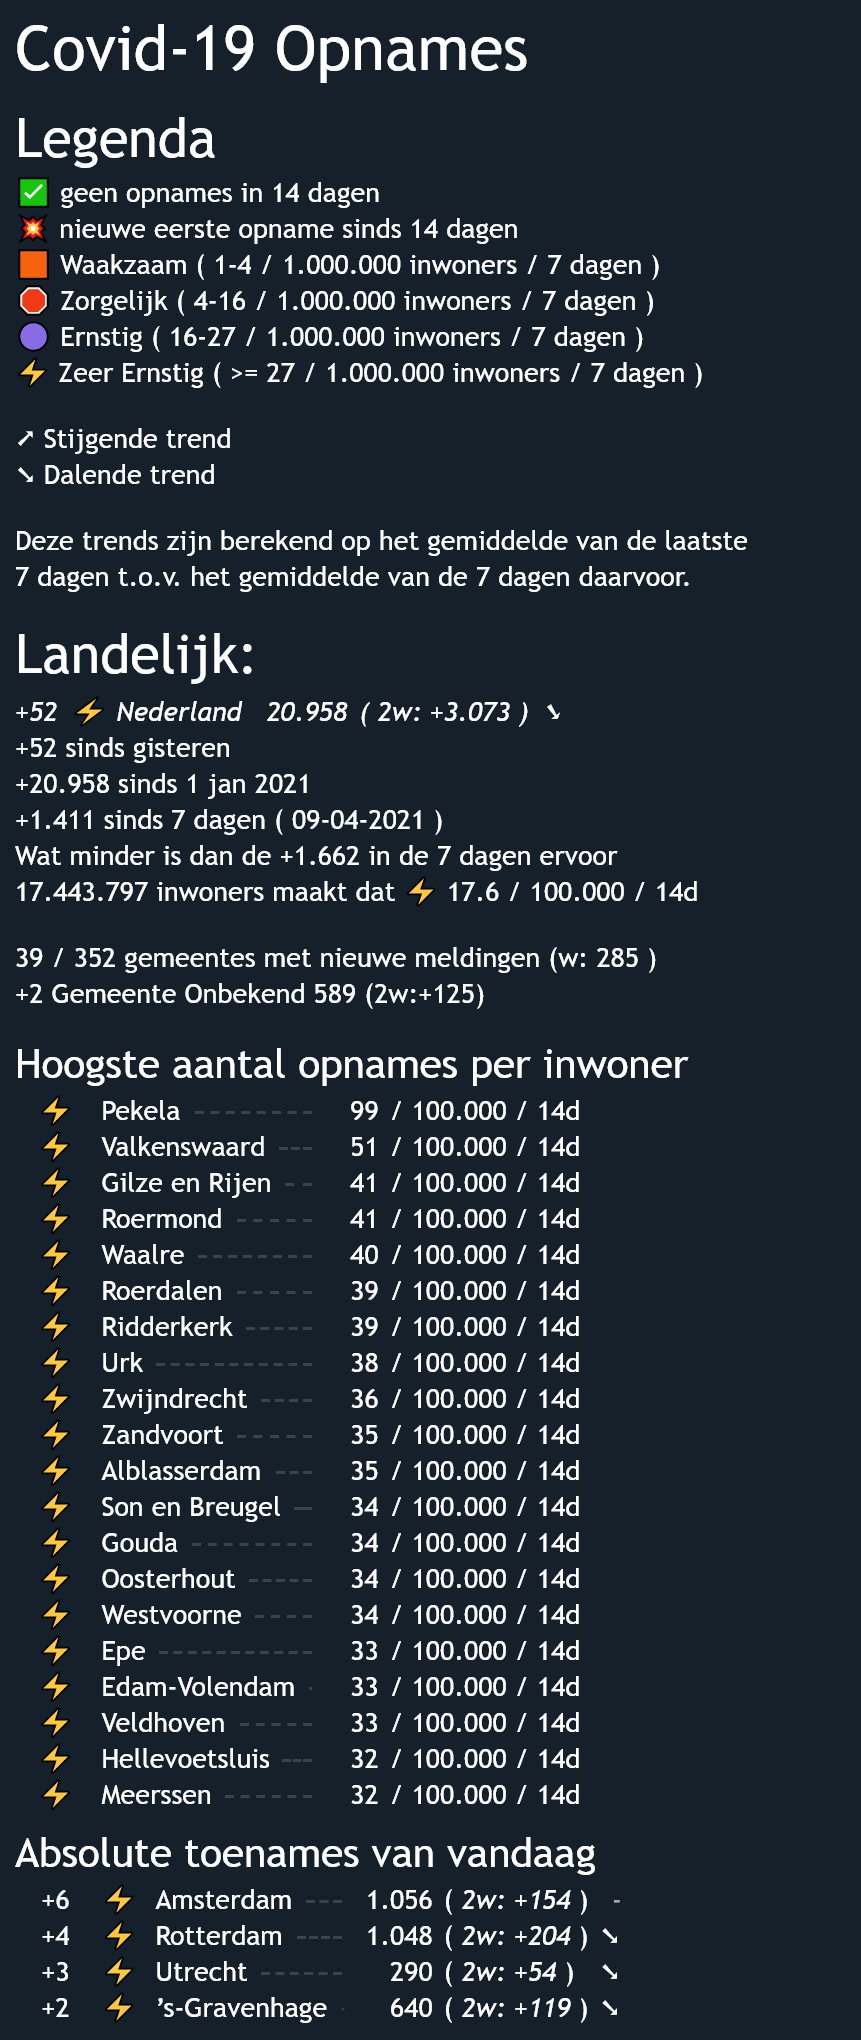 Covid-19 Opnames
Legenda
✅ geen opnames in 14 dagen
💥 nieuwe eerste opname sinds 14 dagen
🟧 Waakzaam ( 1-4 / 1.000.000 inwoners / 7 dagen )
🛑 Zorgelijk ( 4-16 / 1.000.000 inwoners / 7 dagen )
🟣 Ernstig ( 16-27 / 1.000.000 inwoners / 7 dagen )
⚡ Zeer Ernstig ( >= 27 / 1.000.000 inwoners / 7 dagen )
➚ Stijgende trend
➘ Dalende trend
Deze trends zijn berekend op het gemiddelde van de laatste
7 dagen t.o.v. het gemiddelde van de 7 dagen daarvoor.
Landelijk:
+52 ⚡ Nederland 20.958 ( 2w: +3.073 ) ➘
+52 sinds gisteren
+20.958 sinds 1 jan 2021
+1.411 sinds 7 dagen ( 09-04-2021 )
Wat minder is dan de +1.662 in de 7 dagen ervoor
17.443.797 inwoners maakt dat ⚡ 17.6 / 100.000 / 14d
39 / 352 gemeentes met nieuwe meldingen (w: 285 )
+2 Gemeente Onbekend 589 (2w:+125)
Hoogste aantal opnames per inwoner
⚡ Pekela -------- 99 / 100.000 / 14d
⚡ Valkenswaard --- 51 / 100.000 / 14d
⚡ Gilze en Rijen -- 41 / 100.000 / 14d
⚡ Roermond ----- 41 / 100.000 / 14d
⚡ Waalre -------- 40 / 100.000 / 14d
⚡ Roerdalen ----- 39 / 100.000 / 14d
⚡ Ridderkerk ----- 39 / 100.000 / 14d
⚡ Urk ----------- 38 / 100.000 / 14d
⚡ Zwijndrecht ---- 36 / 100.000 / 14d
⚡ Zandvoort ----- 35 / 100.000 / 14d
⚡ Alblasserdam --- 35 / 100.000 / 14d
⚡ Son en Breugel -- 34 / 100.000 / 14d
⚡ Gouda -------- 34 / 100.000 / 14d
⚡ Oosterhout ----- 34 / 100.000 / 14d
⚡ Westvoorne ---- 34 / 100.000 / 14d
⚡ Epe ----------- 33 / 100.000 / 14d
⚡ Edam-Volendam - 33 / 100.000 / 14d
⚡ Veldhoven ----- 33 / 100.000 / 14d
⚡ Hellevoetsluis --- 32 / 100.000 / 14d
⚡ Meerssen ------ 32 / 100.000 / 14d
Absolute toenames van vandaag
+6 ⚡ Amsterdam --- 1.056 ( 2w: +154 ) -
+4 ⚡ Rotterdam ---- 1.048 ( 2w: +204 ) ➘
+3 ⚡ Utrecht ------ 290 ( 2w: +54 ) ➘
+2 ⚡ ’s-Gravenhage - 640 ( 2w: +119 ) ➘